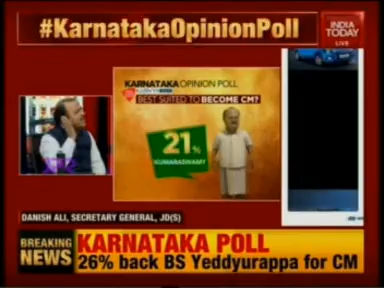 #KarnatakaOpinionPoll
INDIA
TODAY
LIVE
KARNATAKA OPINION POLL
BEST SUITED TO BECOME CM?
21%
KUMARASWAMY
DANISH ALI, SECRETARY GENERAL, JD(S)
BREAKING
NEWS
KARNATAKA POLL
26% back BS Yeddyurappa for CM